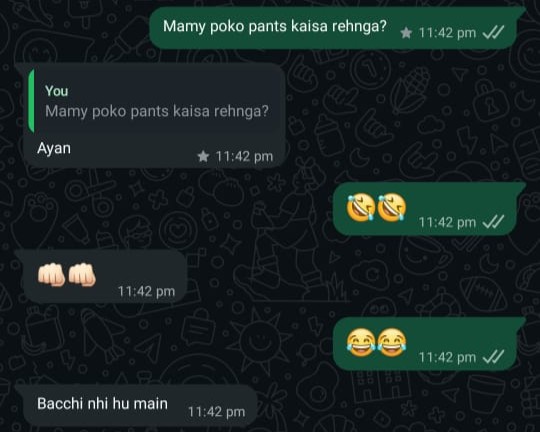 Mamy poko pants kaisa rehnga? ★ 11:42 pm
You
Mamy poko pants kaisa rehnga?
Ayan ★ 11:42 pm
🤣🤣 11:42 pm
👊🏻👊🏻 11:42 pm
😂😂 11:42 pm
Bacchi nhi hu main 11:42 pm